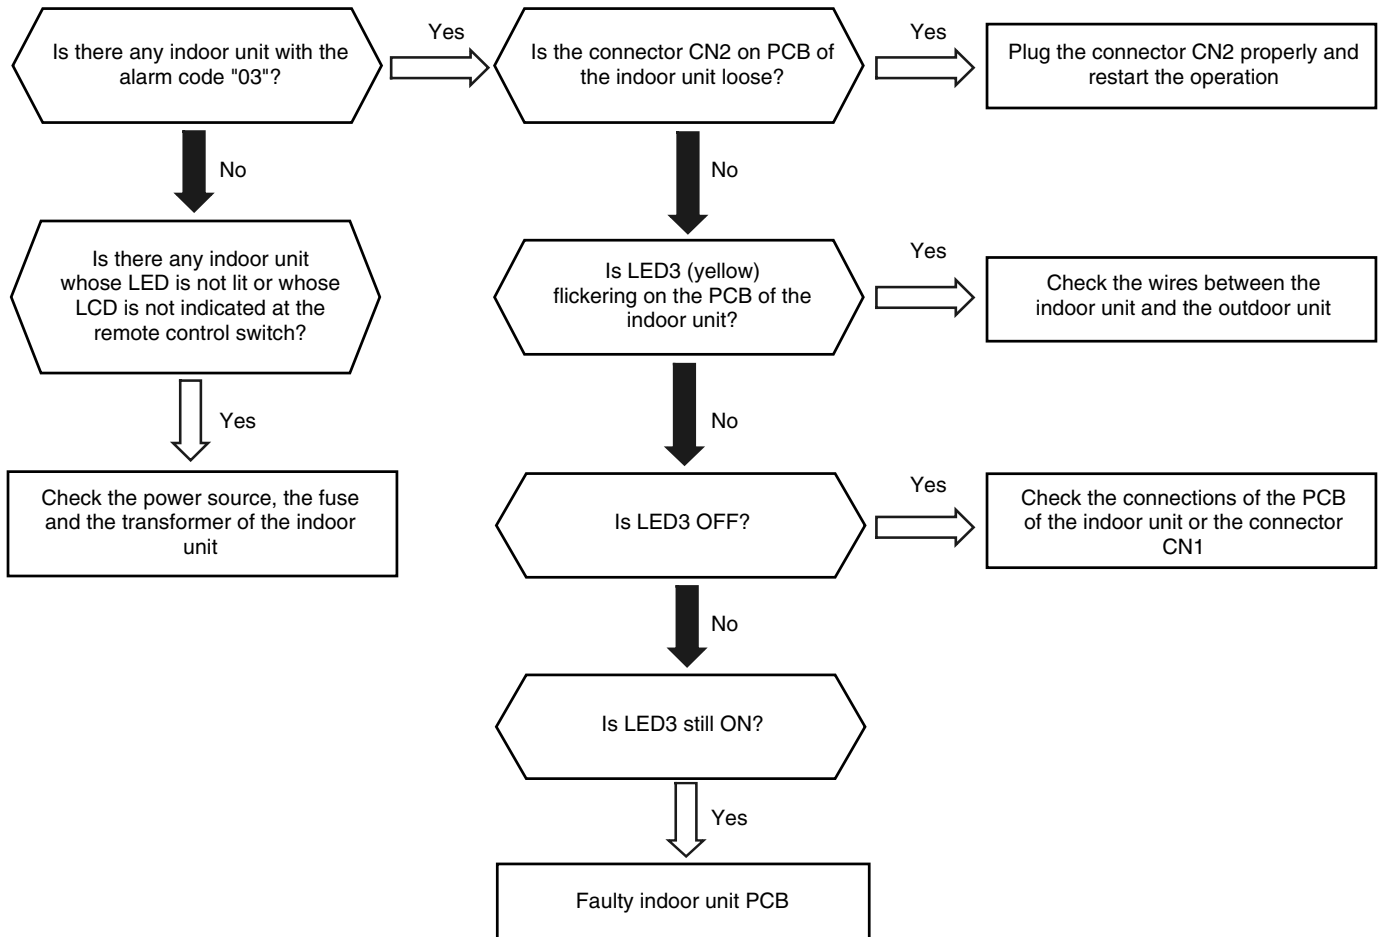 Is there any indoor unit with the
alarm code "03"?
Yes
Is the connector CN2 on PCB of
the indoor unit loose?
Yes
Plug the connector CN2 properly and
restart the operation
No
No
Is there any indoor unit
whose LED is not lit or whose
LCD is not indicated at the
remote control switch?
Is LED3 (yellow)
flickering on the PCB of the
indoor unit?
Yes
Check the wires between the
indoor unit and the outdoor unit
Yes
No
Check the power source, the fuse
and the transformer of the indoor
unit
Is LED3 OFF?
Yes
Check the connections of the PCB
of the indoor unit or the connector
CN1
No
Is LED3 still ON?
Yes
Faulty indoor unit PCB